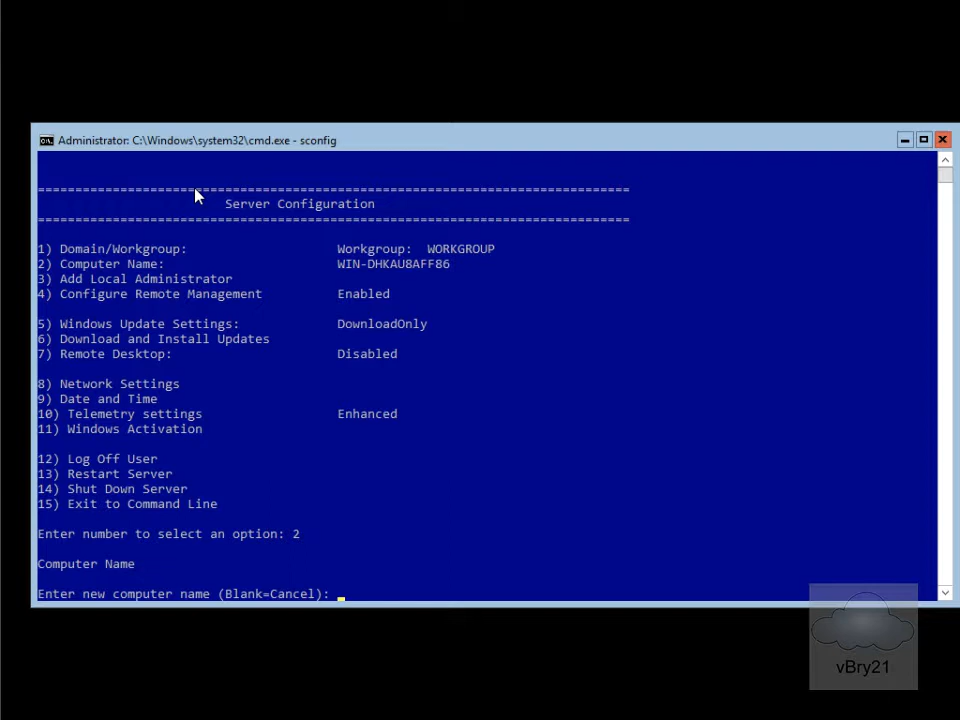 Administrator: C:\Windows\system32\cmd.exe - sconfig
===============================================================================
Server Configuration
===============================================================================
1) Domain/Workgroup: Workgroup: WORKGROUP
2) Computer Name: WIN-DHKAU8AFF86
3) Add Local Administrator
4) Configure Remote Management Enabled
5) Windows Update Settings: DownloadOnly
6) Download and Install Updates
7) Remote Desktop: Disabled
8) Network Settings
9) Date and Time
10) Telemetry settings Enhanced
11) Windows Activation
12) Log Off User
13) Restart Server
14) Shut Down Server
15) Exit to Command Line
Enter number to select an option: 2
Computer Name
Enter new computer name (Blank=Cancel):
vBry21